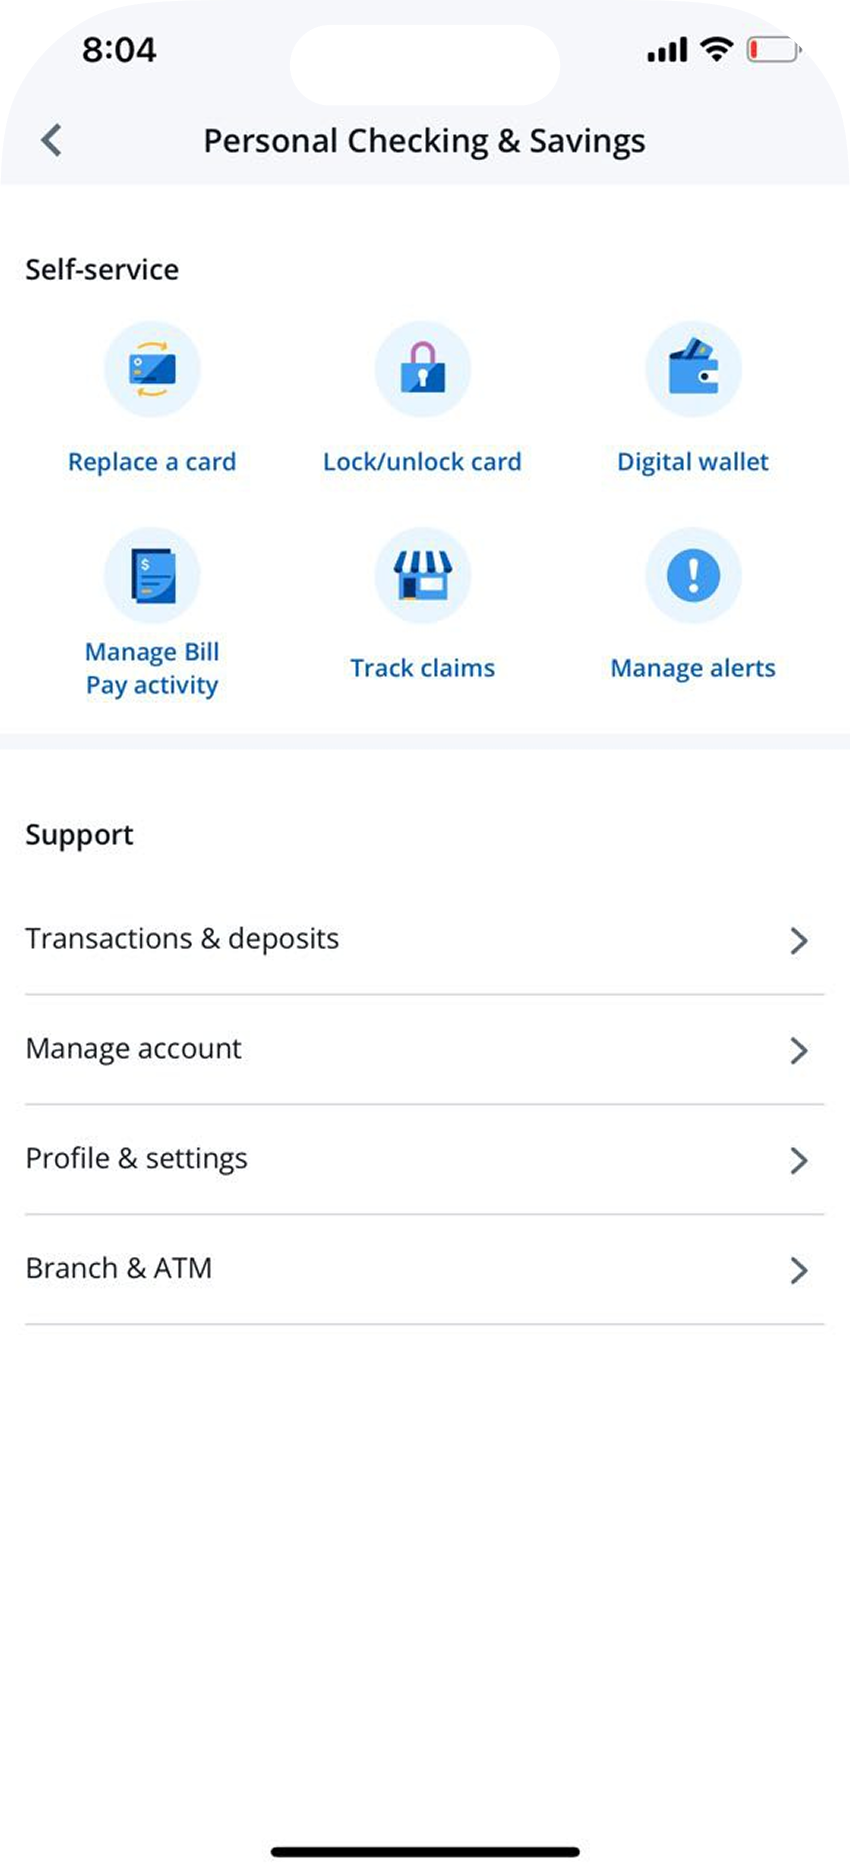 8:04
Personal Checking & Savings
Self-service
Replace a card
Lock/unlock card
Digital wallet
$
Manage Bill
Pay activity
Track claims
Manage alerts
Support
Transactions & deposits
Manage account
Profile & settings
Branch & ATM